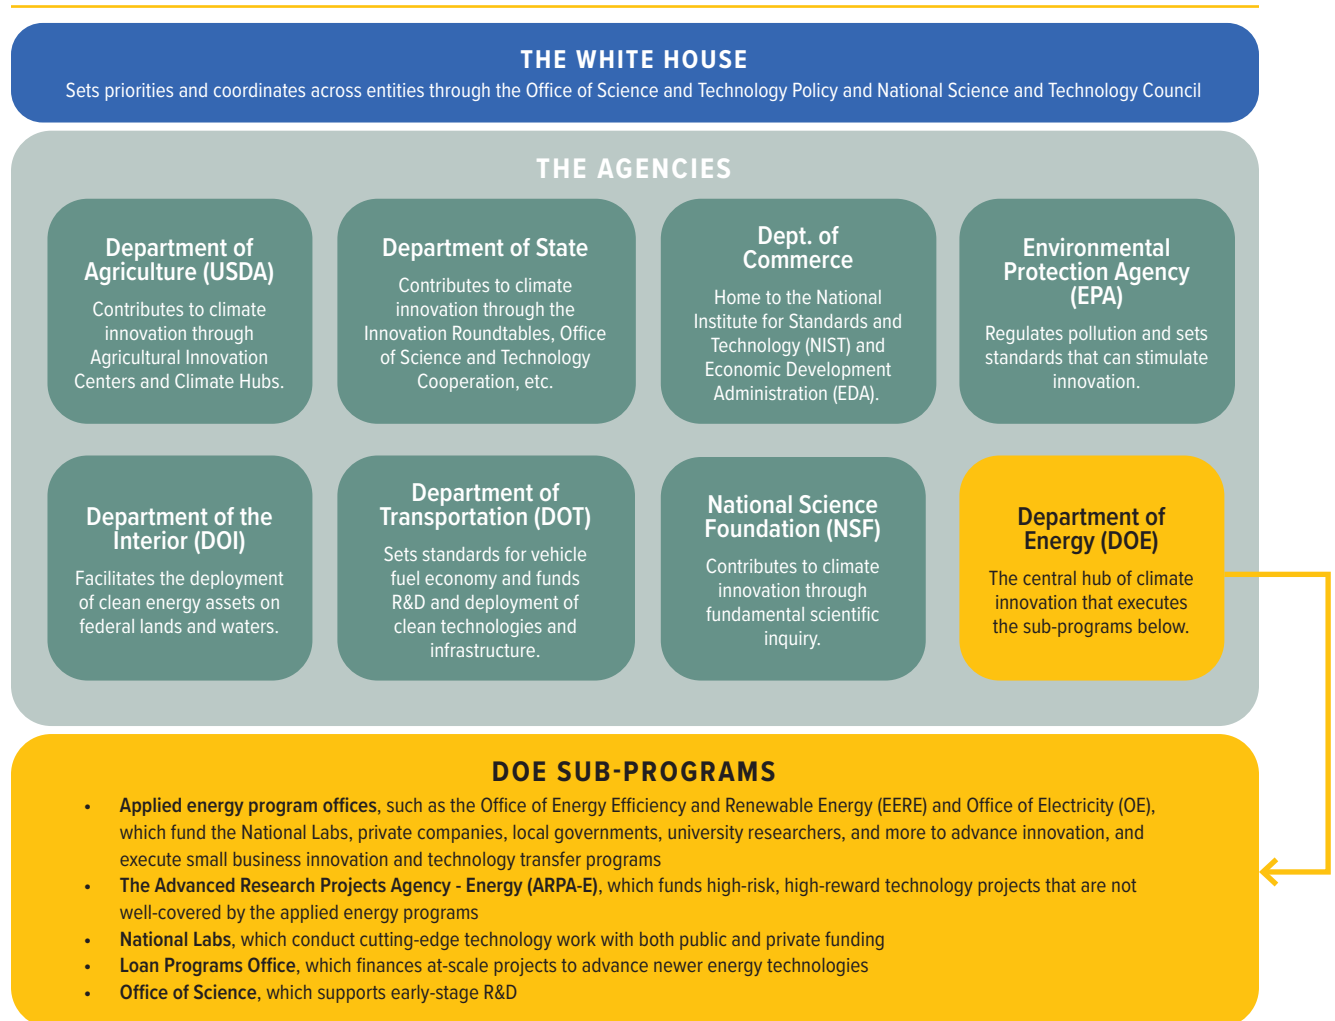 THE WHITE HOUSE
Sets priorities and coordinates across entities through the Office of Science and Technology Policy and National Science and Technology Council
THE AGENCIES
Department of
Agriculture (USDA)
Contributes to climate
innovation through
Agricultural Innovation
Centers and Climate Hubs.
Department of State
Contributes to climate
innovation through the
Innovation Roundtables, Office
of Science and Technology
Cooperation, etc.
Dept. of
Commerce
Home to the National
Institute for Standards and
Technology (NIST) and
Economic Development
Administration (EDA).
Environmental
Protection Agency
(EPA)
Regulates pollution and sets
standards that can stimulate
innovation.
Department of the
Interior (DOI)
Facilitates the deployment
of clean energy assets on
federal lands and waters.
Department of
Transportation (DOT)
Sets standards for vehicle
fuel economy and funds
R&D and deployment of
clean technologies and
infrastructure.
National Science
Foundation (NSF)
Contributes to climate
innovation through
fundamental scientific
inquiry.
Department of
Energy (DOE)
The central hub of climate
innovation that executes
the sub-programs below.
DOE SUB-PROGRAMS
• Applied energy program offices, such as the Office of Energy Efficiency and Renewable Energy (EERE) and Office of Electricity (OE),
which fund the National Labs, private companies, local governments, university researchers, and more to advance innovation, and
execute small business innovation and technology transfer programs
• The Advanced Research Projects Agency - Energy (ARPA-E), which funds high-risk, high-reward technology projects that are not
well-covered by the applied energy programs
• National Labs, which conduct cutting-edge technology work with both public and private funding
• Loan Programs Office, which finances at-scale projects to advance newer energy technologies
• Office of Science, which supports early-stage R&D